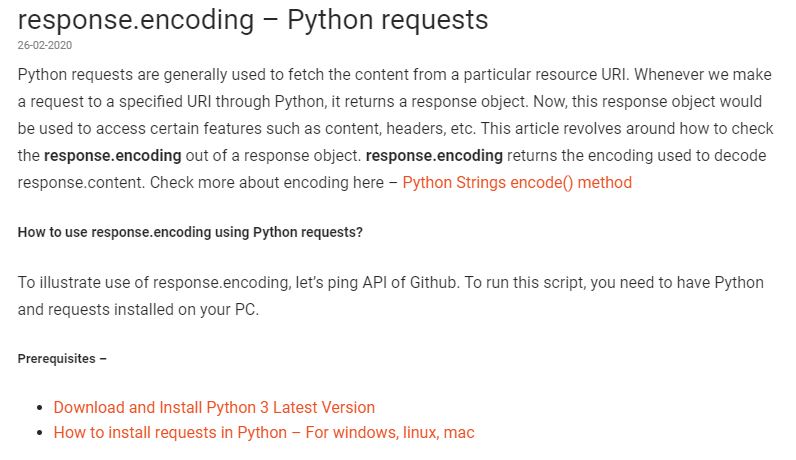 response.encoding – Python requests
26-02-2020
Python requests are generally used to fetch the content from a particular resource URI. Whenever we make
a request to a specified URI through Python, it returns a response object. Now, this response object would
be used to access certain features such as content, headers, etc. This article revolves around how to check
the response.encoding out of a response object. response.encoding returns the encoding used to decode
response.content. Check more about encoding here – Python Strings encode() method
How to use response.encoding using Python requests?
To illustrate use of response.encoding, let’s ping API of Github. To run this script, you need to have Python
and requests installed on your PC.
Prerequisites –
• Download and Install Python 3 Latest Version
• How to install requests in Python – For windows, linux, mac